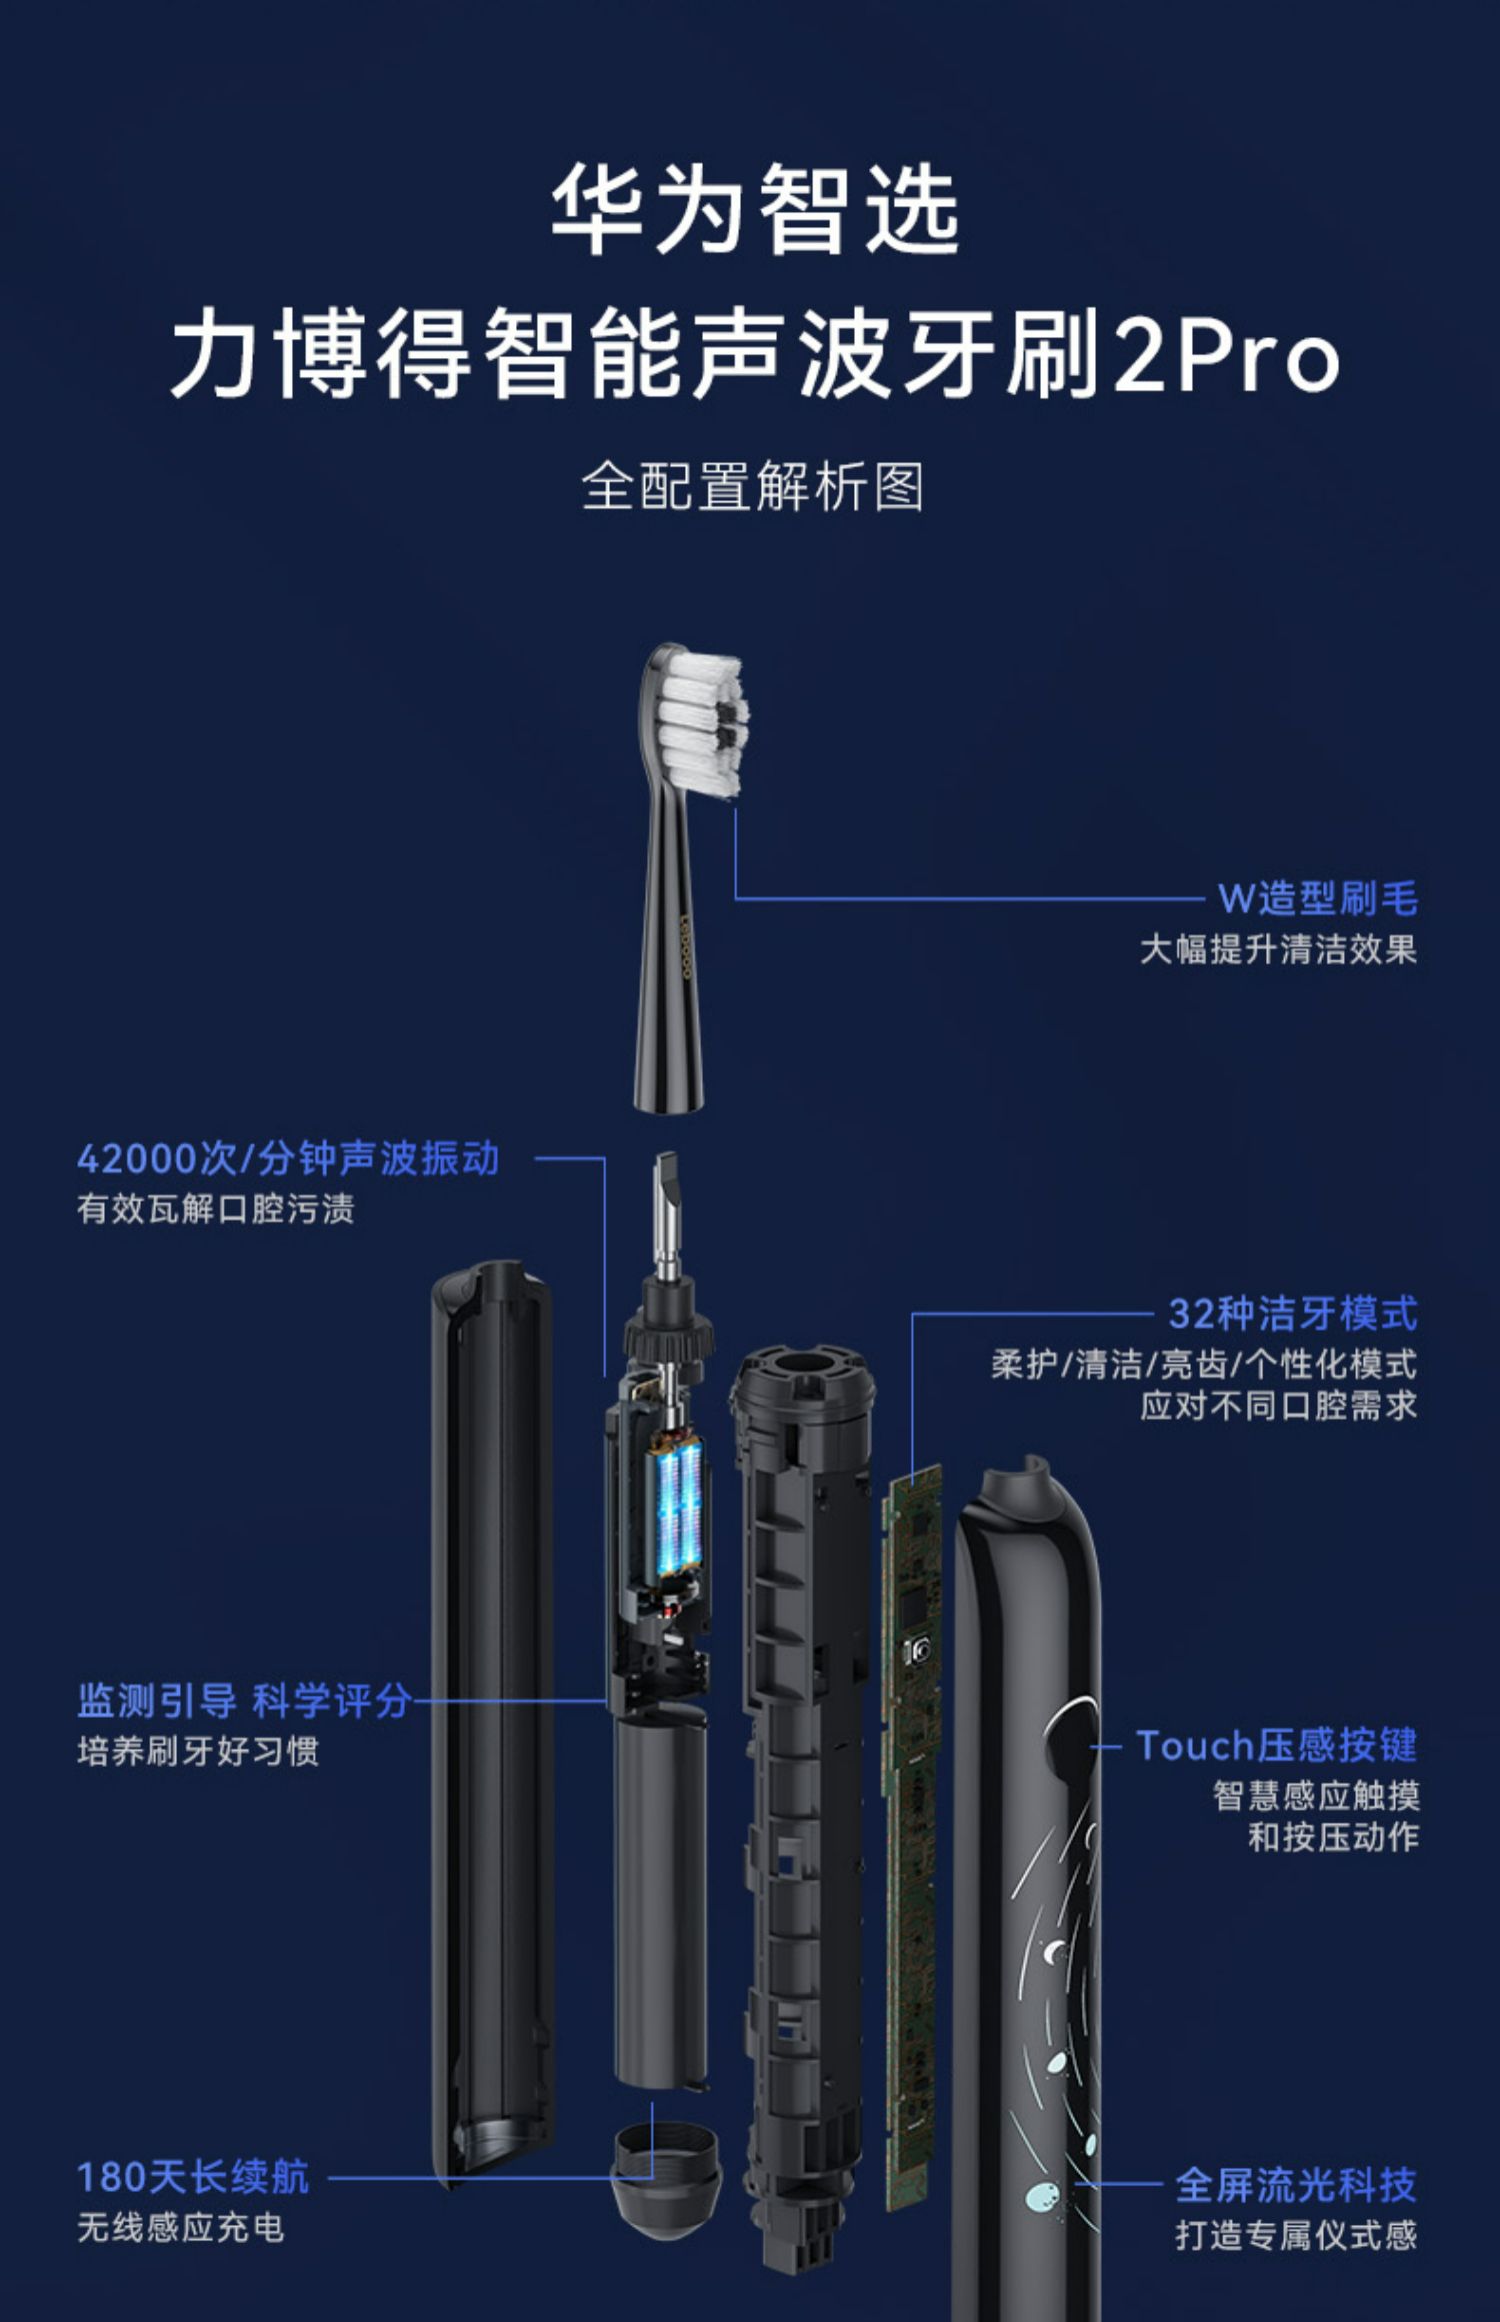 华为智选
力博得智能声波牙刷2Pro
全配置解析图
Lebooo
W造型刷毛
大幅提升清洁效果
42000次/分钟声波振动
有效瓦解口腔污渍
32种洁牙模式
柔护/清洁/亮齿/个性化模式
应对不同口腔需求
监测引导 科学评分
培养刷牙好习惯
Touch压感按键
智慧感应触摸
和按压动作
180天长续航
无线感应充电
全屏流光科技
打造专属仪式感